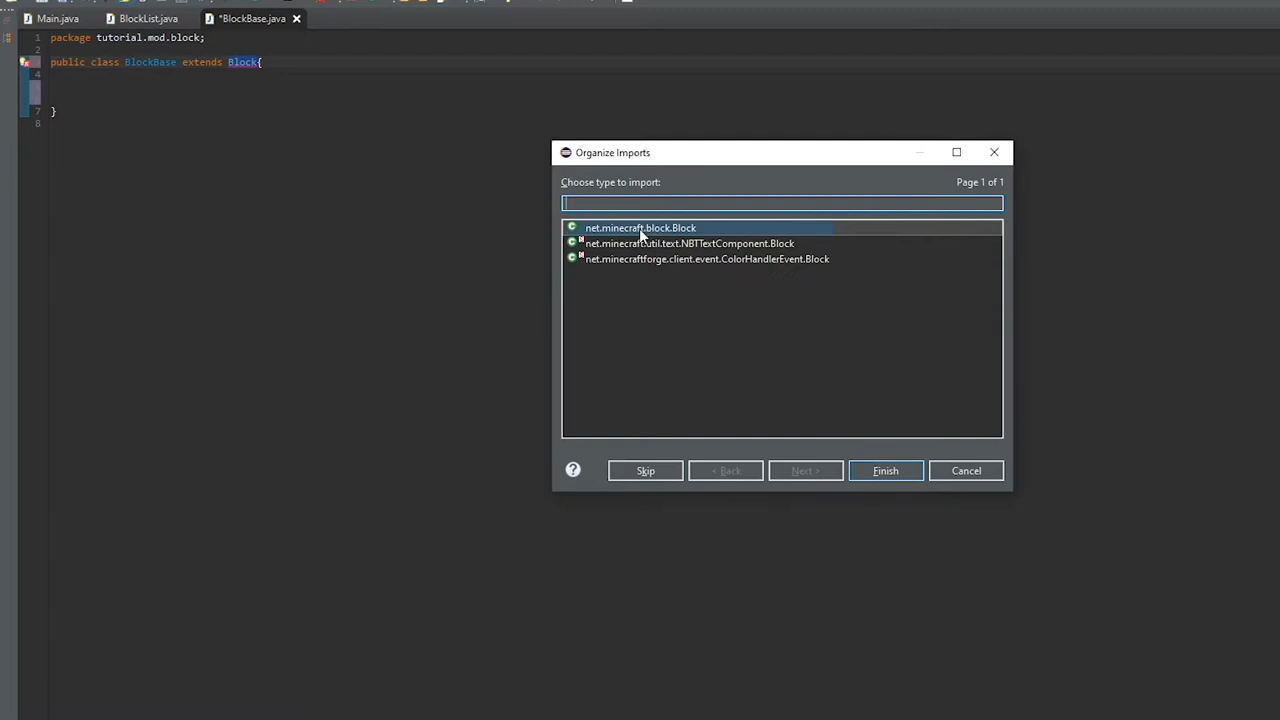 Main.java
BlockList.java
*BlockBase.java
1 package tutorial.mod.block;
2
3 public class BlockBase extends Block{
4
7 }
8
Organize Imports
Choose type to import:
Page 1 of 1
net.minecraft.block.Block
net.minecraft.util.text.NBTTextComponent.Block
net.minecraftforge.client.event.ColorHandlerEvent.Block
Skip
< Back
Next >
Finish
Cancel